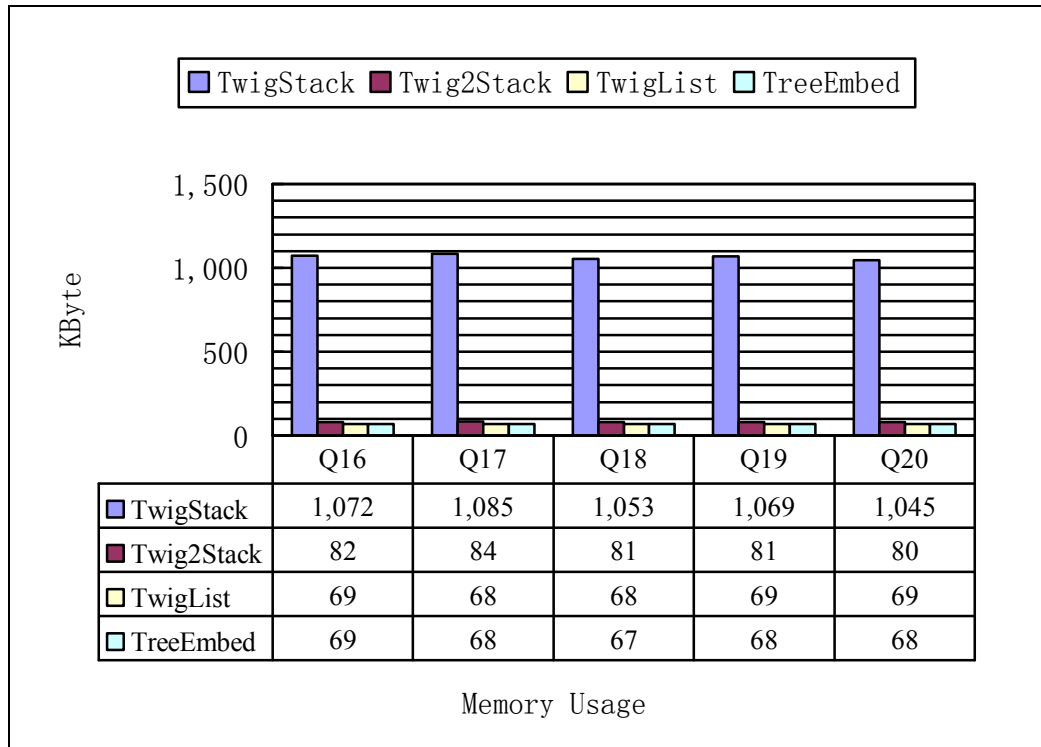 TwigStack Twig2Stack TwigList TreeEmbed
1,500
1,000
500
0
KByte
Q16 Q17 Q18 Q19 Q20
TwigStack 1,072 1,085 1,053 1,069 1,045
Twig2Stack 82 84 81 81 80
TwigList 69 68 68 69 69
TreeEmbed 69 68 67 68 68
Memory Usage